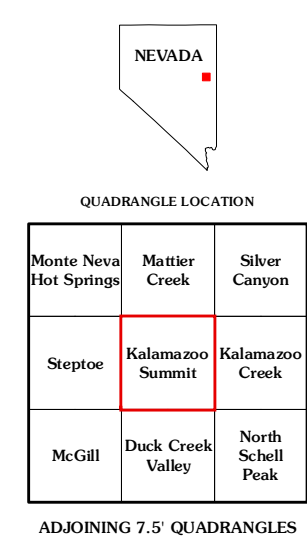 NEVADA
QUADRANGLE LOCATION
Monte Neva
Hot Springs
Mattier
Creek
Silver
Canyon
Steptoe
Kalamazoo
Summit
Kalamazoo
Creek
McGill
Duck Creek
Valley
North
Schell
Peak
ADJOINING 7.5' QUADRANGLES